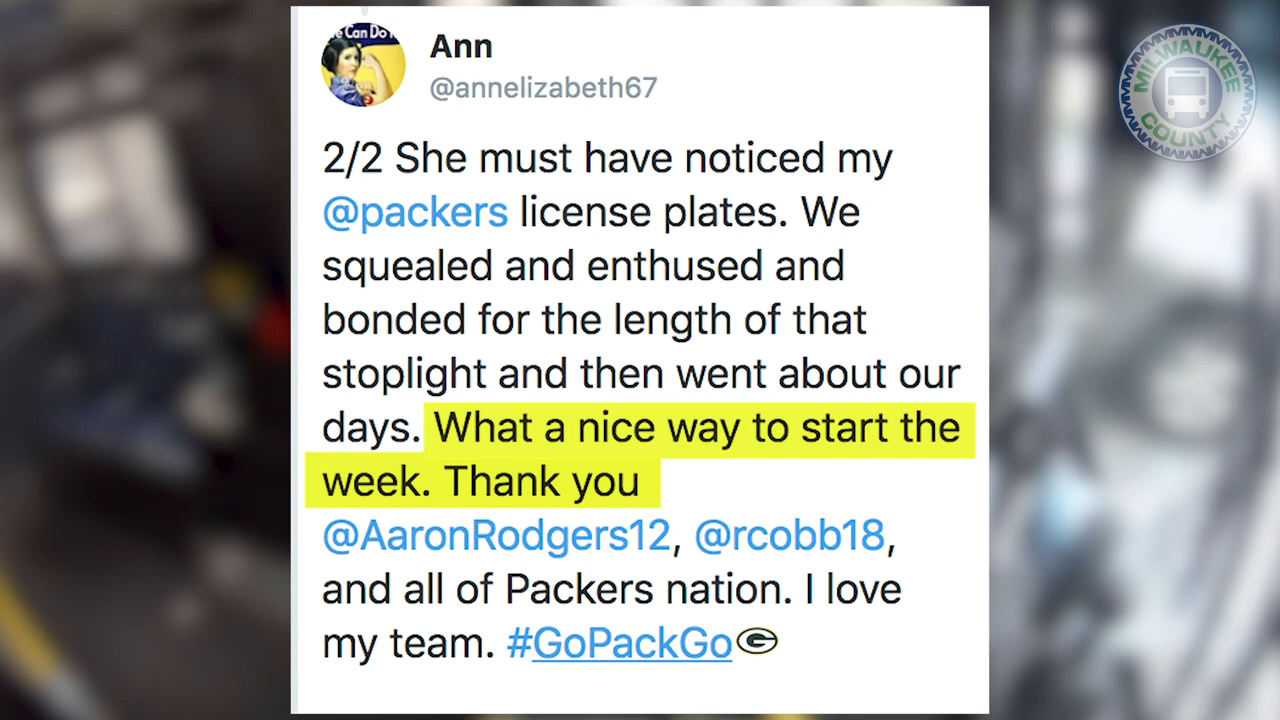 e Can Do I
Ann
@annelizabeth67
2/2 She must have noticed my
@packers license plates. We
squealed and enthused and
bonded for the length of that
stoplight and then went about our
days. What a nice way to start the
week. Thank you
@AaronRodgers12, @rcobb18,
and all of Packers nation. I love
my team. #GoPackGo G
MILWAUKEE
COUNTY